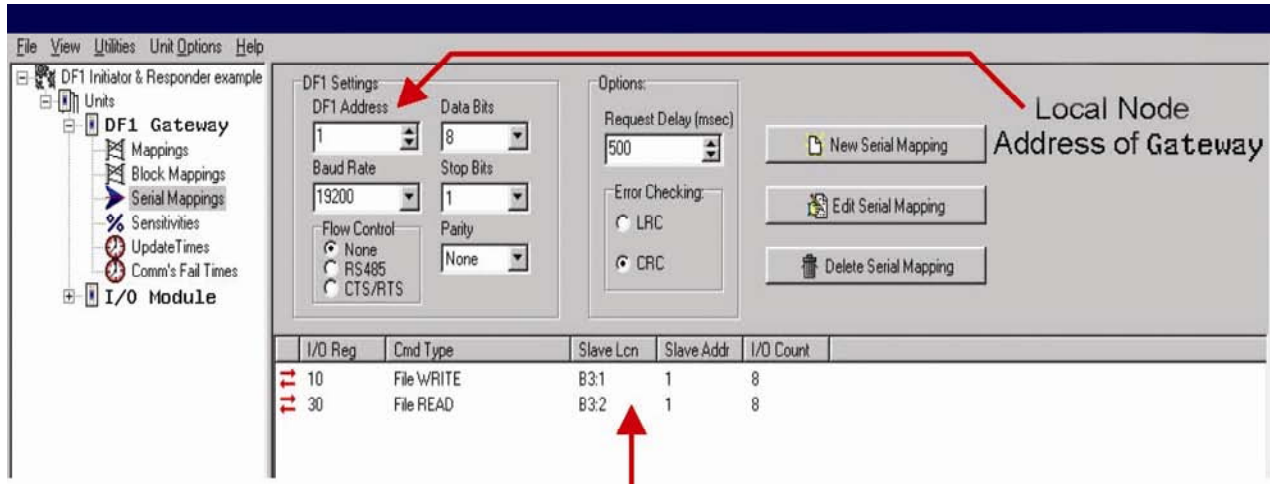 File View Utilities Unit Options Help
DF1 Initiator & Responder example
Units
DF1 Gateway
Mappings
Block Mappings
Serial Mappings
Sensitivities
UpdateTimes
Comm's Fail Times
I/O Module
DF1 Settings
DF1 Address Data Bits
1 8
Baud Rate Stop Bits
19200 1
Flow Control Parity
None
RS485
CTS/RTS
None
Options:
Request Delay (msec)
500
Error Checking:
LRC
CRC
New Serial Mapping
Edit Serial Mapping
Delete Serial Mapping
Local Node
Address of Gateway
I/O Reg Cmd Type Slave Lcn Slave Addr I/O Count
10 File WRITE B3:1 1 8
30 File READ B3:2 1 8